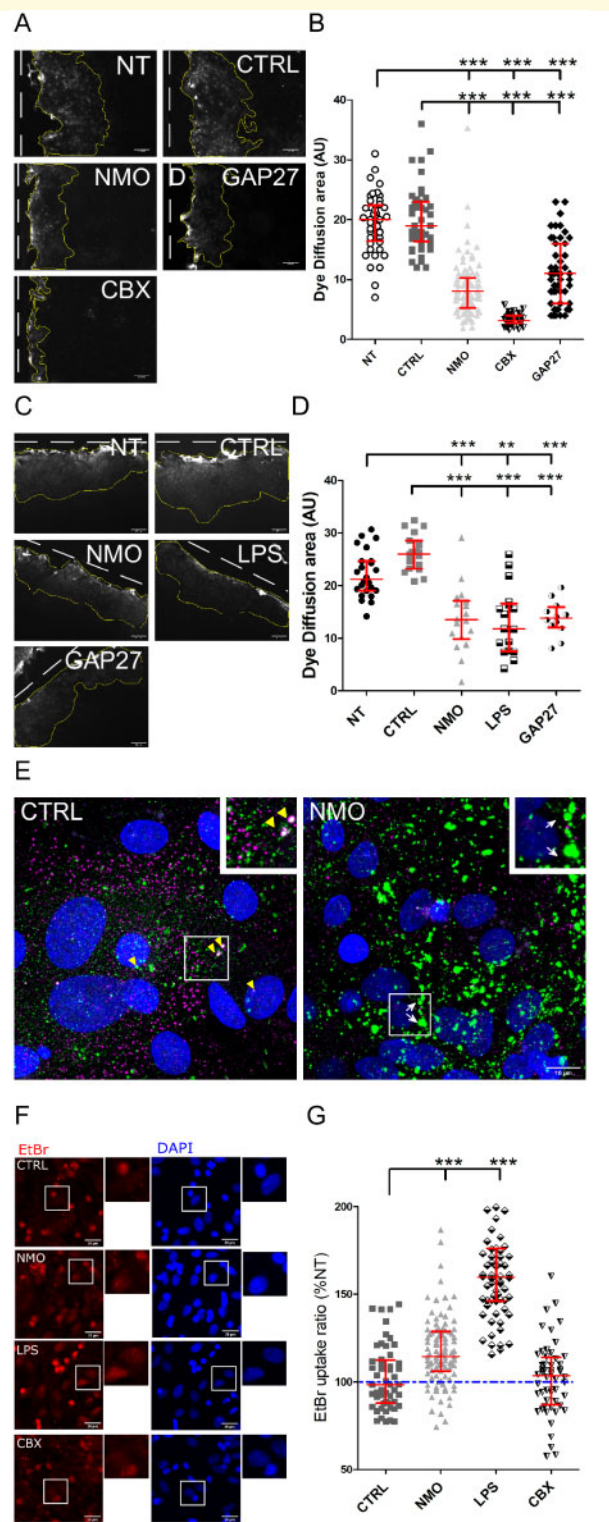 A
NT
CTRL
NMO
D GAP27
CBX
B
*** *** ***
*** *** ***
Dye Diffusion area (AU)
40
30
20
10
0
NT CTRL NMO CBX GAP27
C
NT
CTRL
NMO
LPS
GAP27
D
*** ** ***
*** *** ***
Dye Diffusion area (AU)
40
30
20
10
0
NT CTRL NMO LPS GAP27
E
CTRL
NMO
10 µm
F
EtBr DAPI
CTRL
NMO
LPS
CBX
G
*** ***
EtBr uptake ratio (%NT)
200
150
100
50
CTRL NMO LPS CBX